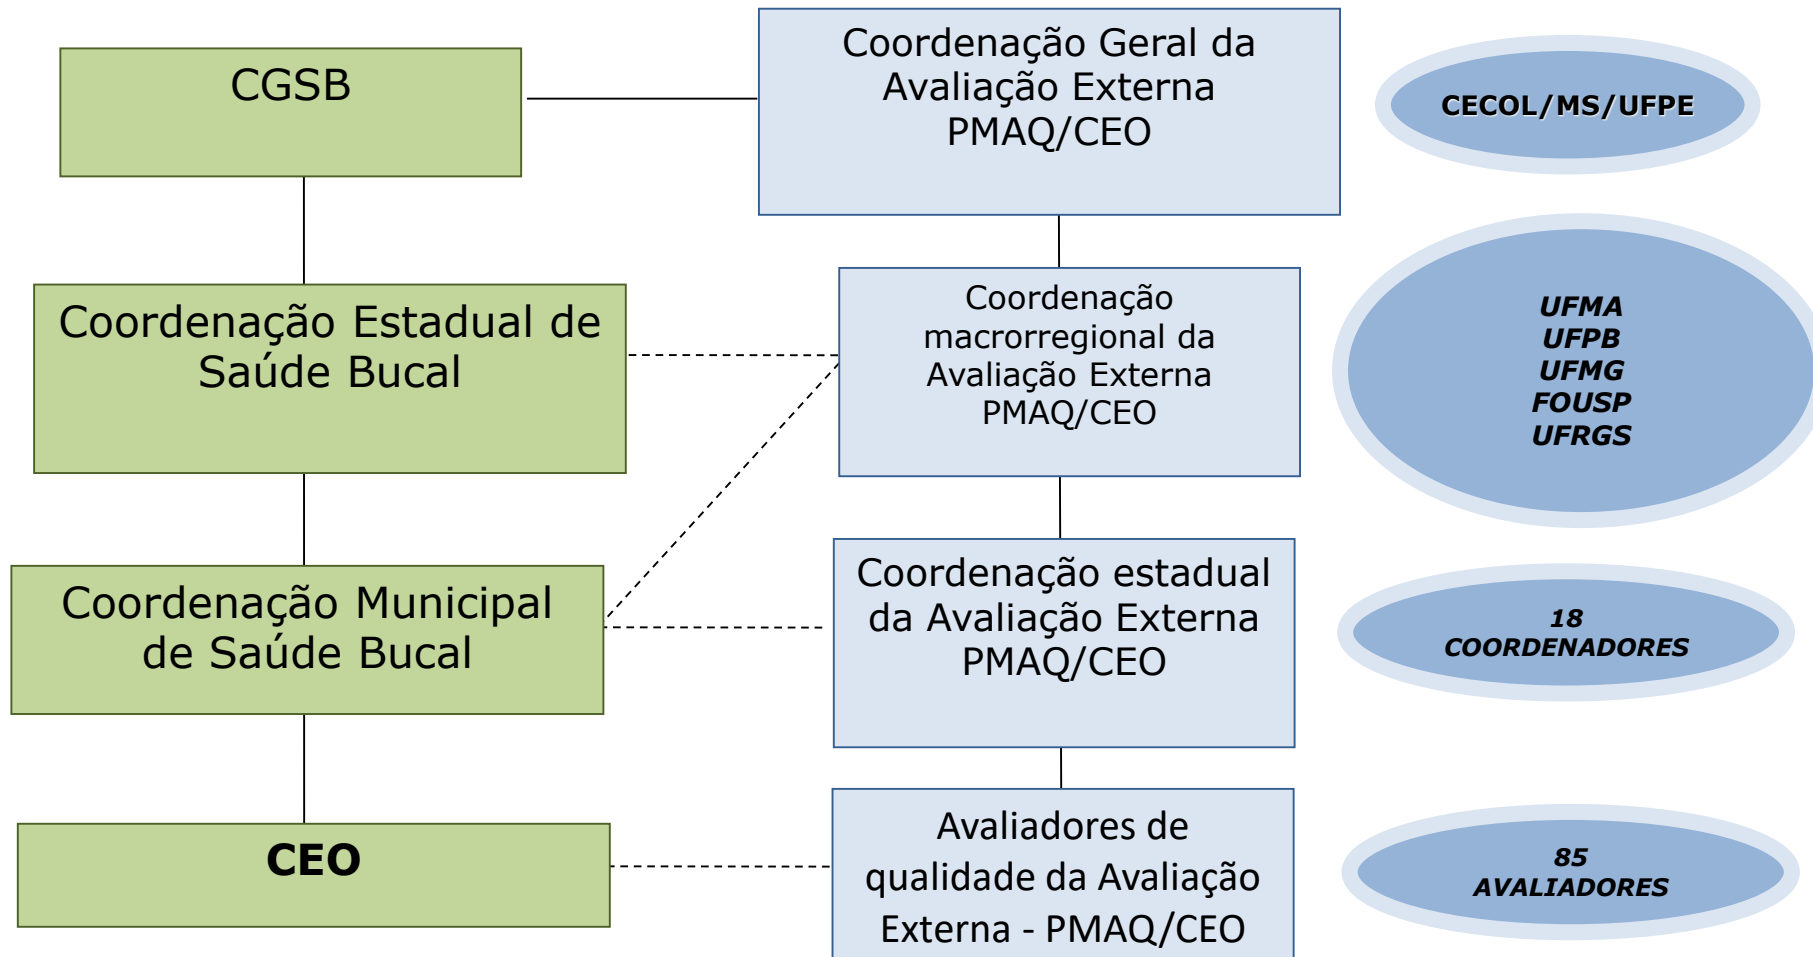 CGSB
Coordenação Geral da
Avaliação Externa
PMAQ/CEO
CECOL/MS/UFPE
Coordenação Estadual de
Saúde Bucal
Coordenação
macrorregional da
Avaliação Externa
PMAQ/CEO
UFMA
UFPB
UFMG
FOUSP
UFRGS
Coordenação Municipal
de Saúde Bucal
Coordenação estadual
da Avaliação Externa
PMAQ/CEO
18
COORDENADORES
CEO
Avaliadores de
qualidade da Avaliação
Externa - PMAQ/CEO
85
AVALIADORES